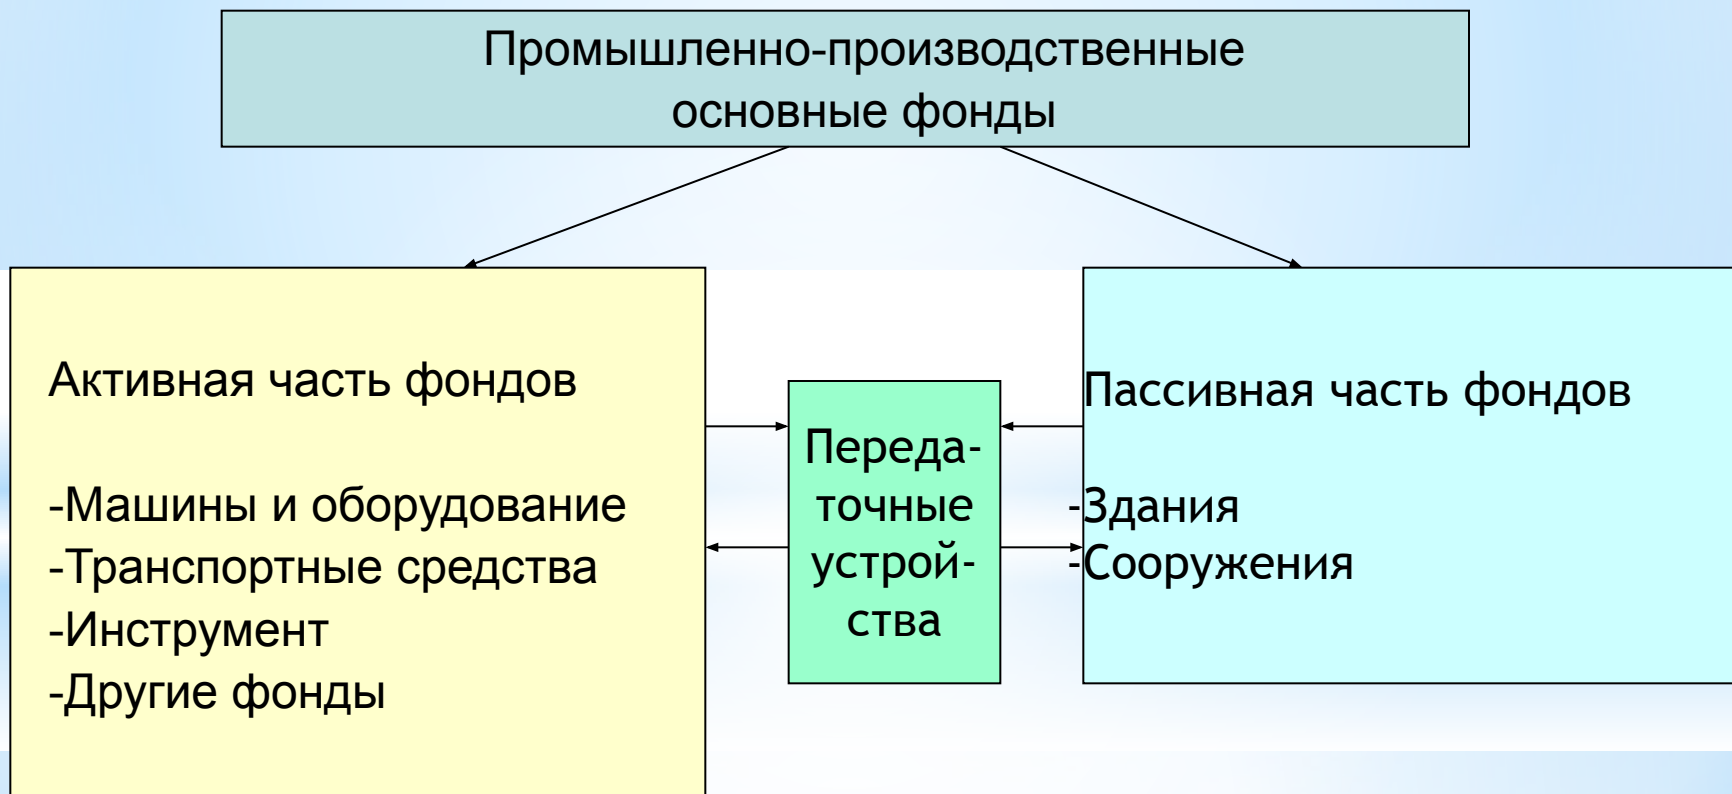 Промышленно-производственные
основные фонды
Активная часть фондов
-Машины и оборудование
-Транспортные средства
-Инструмент
-Другие фонды
Переда-
точные
устрой-
ства
Пассивная часть фондов
-Здания
-Сооружения